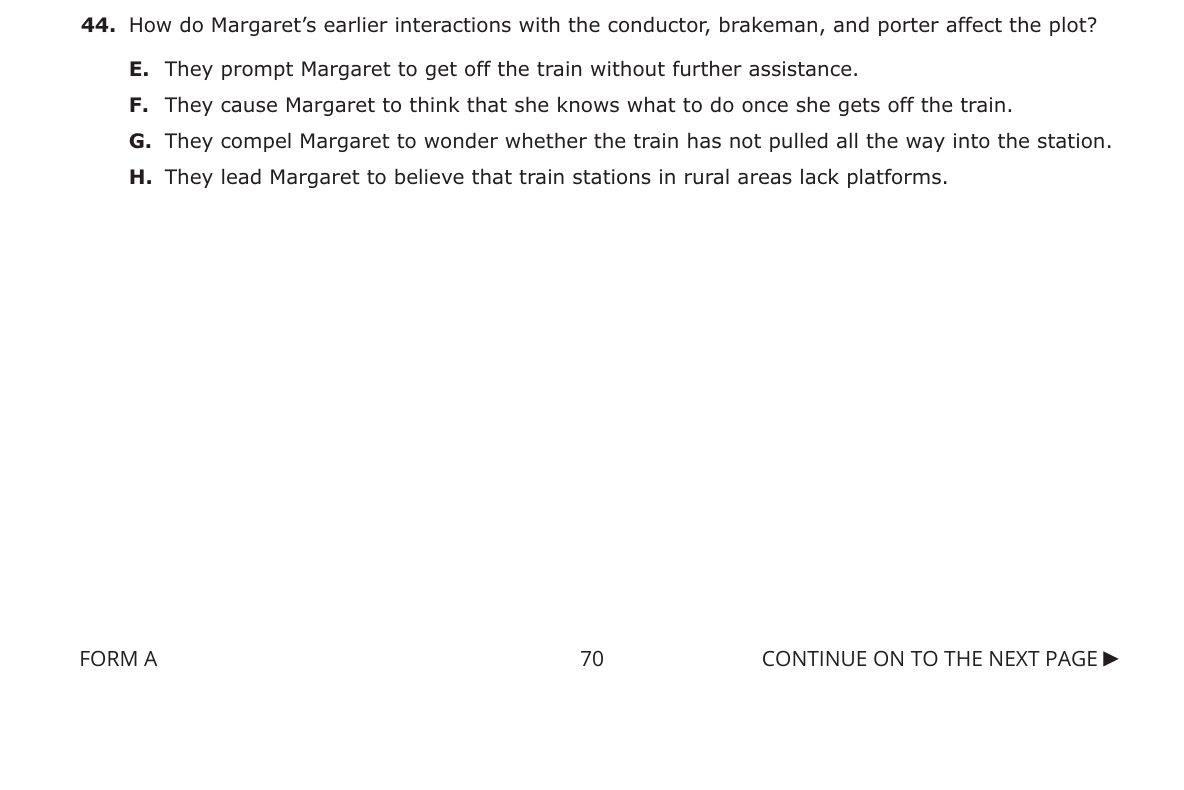 44. How do Margaret’s earlier interactions with the conductor, brakeman, and porter affect the plot?
E. They prompt Margaret to get off the train without further assistance.
F. They cause Margaret to think that she knows what to do once she gets off the train.
G. They compel Margaret to wonder whether the train has not pulled all the way into the station.
H. They lead Margaret to believe that train stations in rural areas lack platforms.
FORM A 70 CONTINUE ON TO THE NEXT PAGE ►